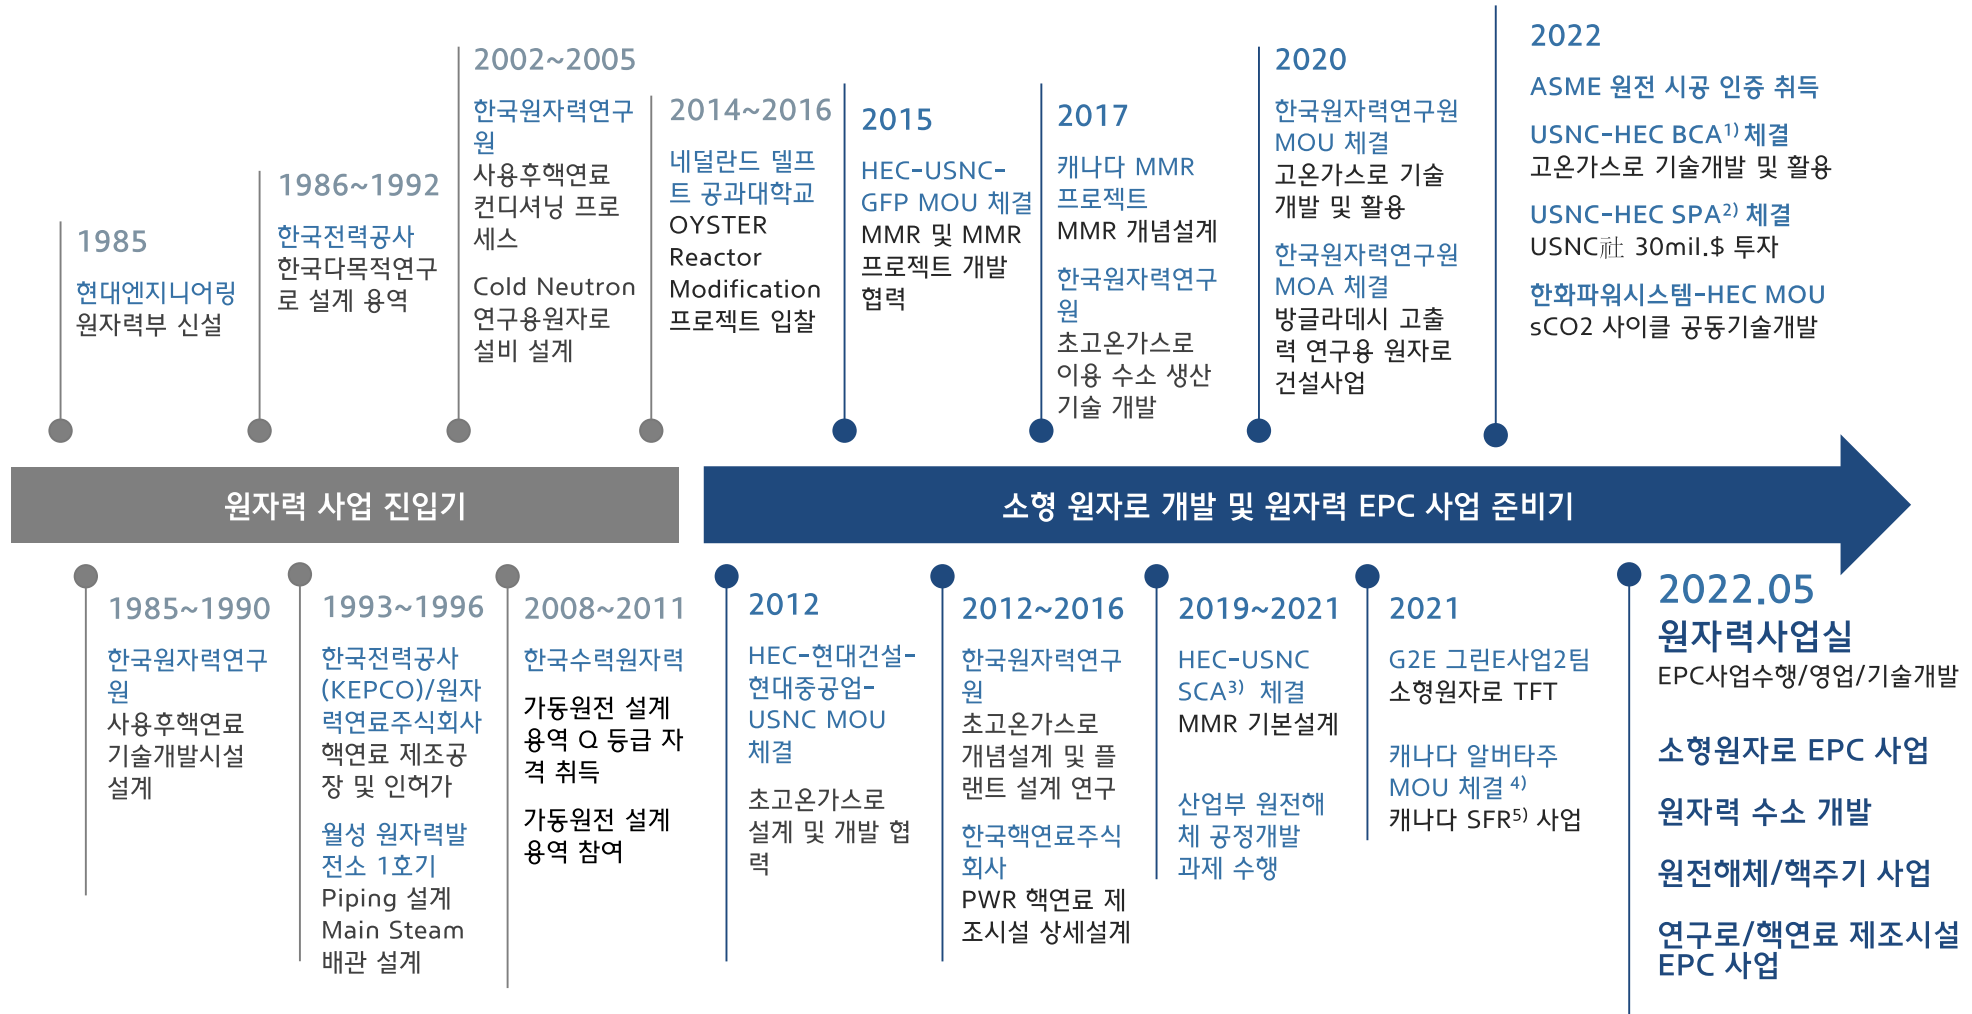 1985
현대엔지니어링
원자력부 신설
1986~1992
한국전력공사
한국다목적연구
로 설계 용역
2002~2005
한국원자력연구
원
사용후핵연료
컨디셔닝 프로
세스
Cold Neutron
연구용원자로
설비 설계
2014~2016
네덜란드 델프
트 공과대학교
OYSTER
Reactor
Modification
프로젝트 입찰
2015
HEC-USNC-
GFP MOU 체결
MMR 및 MMR
프로젝트 개발
협력
2017
캐나다 MMR
프로젝트
MMR 개념설계
한국원자력연구
원
초고온가스로
이용 수소 생산
기술 개발
2020
한국원자력연구원
MOU 체결
고온가스로 기술
개발 및 활용
한국원자력연구원
MOA 체결
방글라데시 고출
력 연구용 원자로
건설사업
2022
ASME 원전 시공 인증 취득
USNC-HEC BCA1) 체결
고온가스로 기술개발 및 활용
USNC-HEC SPA2) 체결
USNC社 30mil.$ 투자
한화파워시스템-HEC MOU
sCO2 사이클 공동기술개발
원자력 사업 진입기
소형 원자로 개발 및 원자력 EPC 사업 준비기
1985~1990
한국원자력연구
원
사용후핵연료
기술개발시설
설계
1993~1996
한국전력공사
(KEPCO)/원자
력연료주식회사
핵연료 제조공
장 및 인허가
월성 원자력발
전소 1호기
Piping 설계
Main Steam
배관 설계
2008~2011
한국수력원자력
가동원전 설계
용역 Q 등급 자
격 취득
가동원전 설계
용역 참여
2012
HEC-현대건설-
현대중공업-
USNC MOU
체결
초고온가스로
설계 및 개발 협
력
2012~2016
한국원자력연구
원
초고온가스로
개념설계 및 플
랜트 설계 연구
한국핵연료주식
회사
PWR 핵연료 제
조시설 상세설계
2019~2021
HEC-USNC
SCA3) 체결
MMR 기본설계
산업부 원전해
체 공정개발
과제 수행
2021
G2E 그린E사업2팀
소형원자로 TFT
캐나다 알버타주
MOU 체결 4)
캐나다 SFR5) 사업
2022.05
원자력사업실
EPC사업수행/영업/기술개발
소형원자로 EPC 사업
원자력 수소 개발
원전해체/핵주기 사업
연구로/핵연료 제조시설
EPC 사업